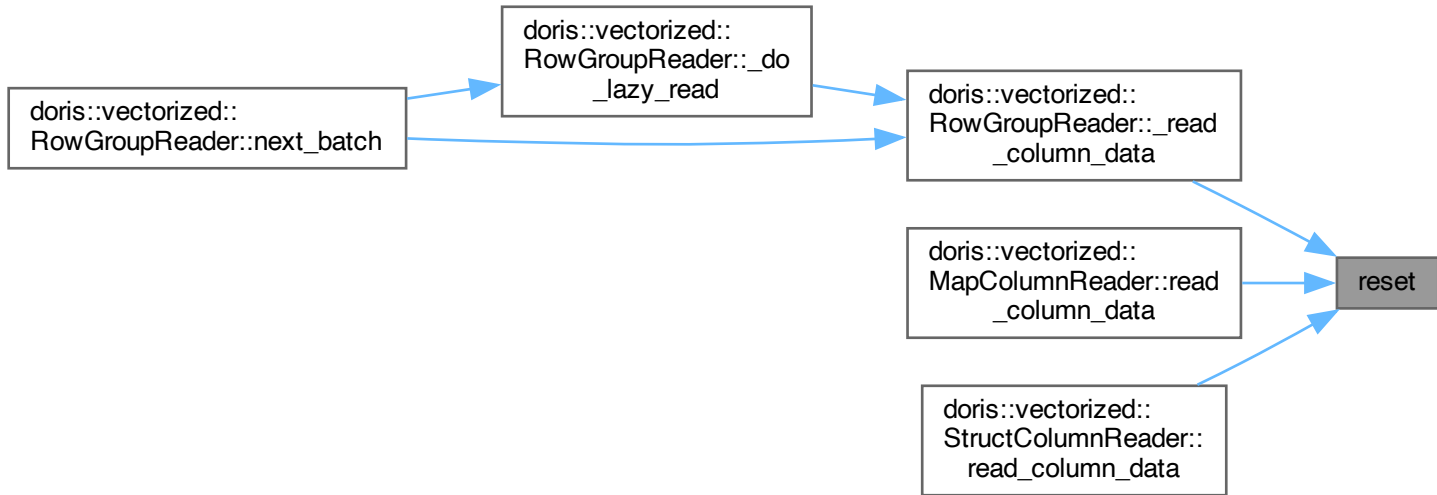 doris::vectorized::
RowGroupReader::next_batch
doris::vectorized::
RowGroupReader::_do
_lazy_read
doris::vectorized::
RowGroupReader::_read
_column_data
doris::vectorized::
MapColumnReader::read
_column_data
doris::vectorized::
StructColumnReader::
read_column_data
reset